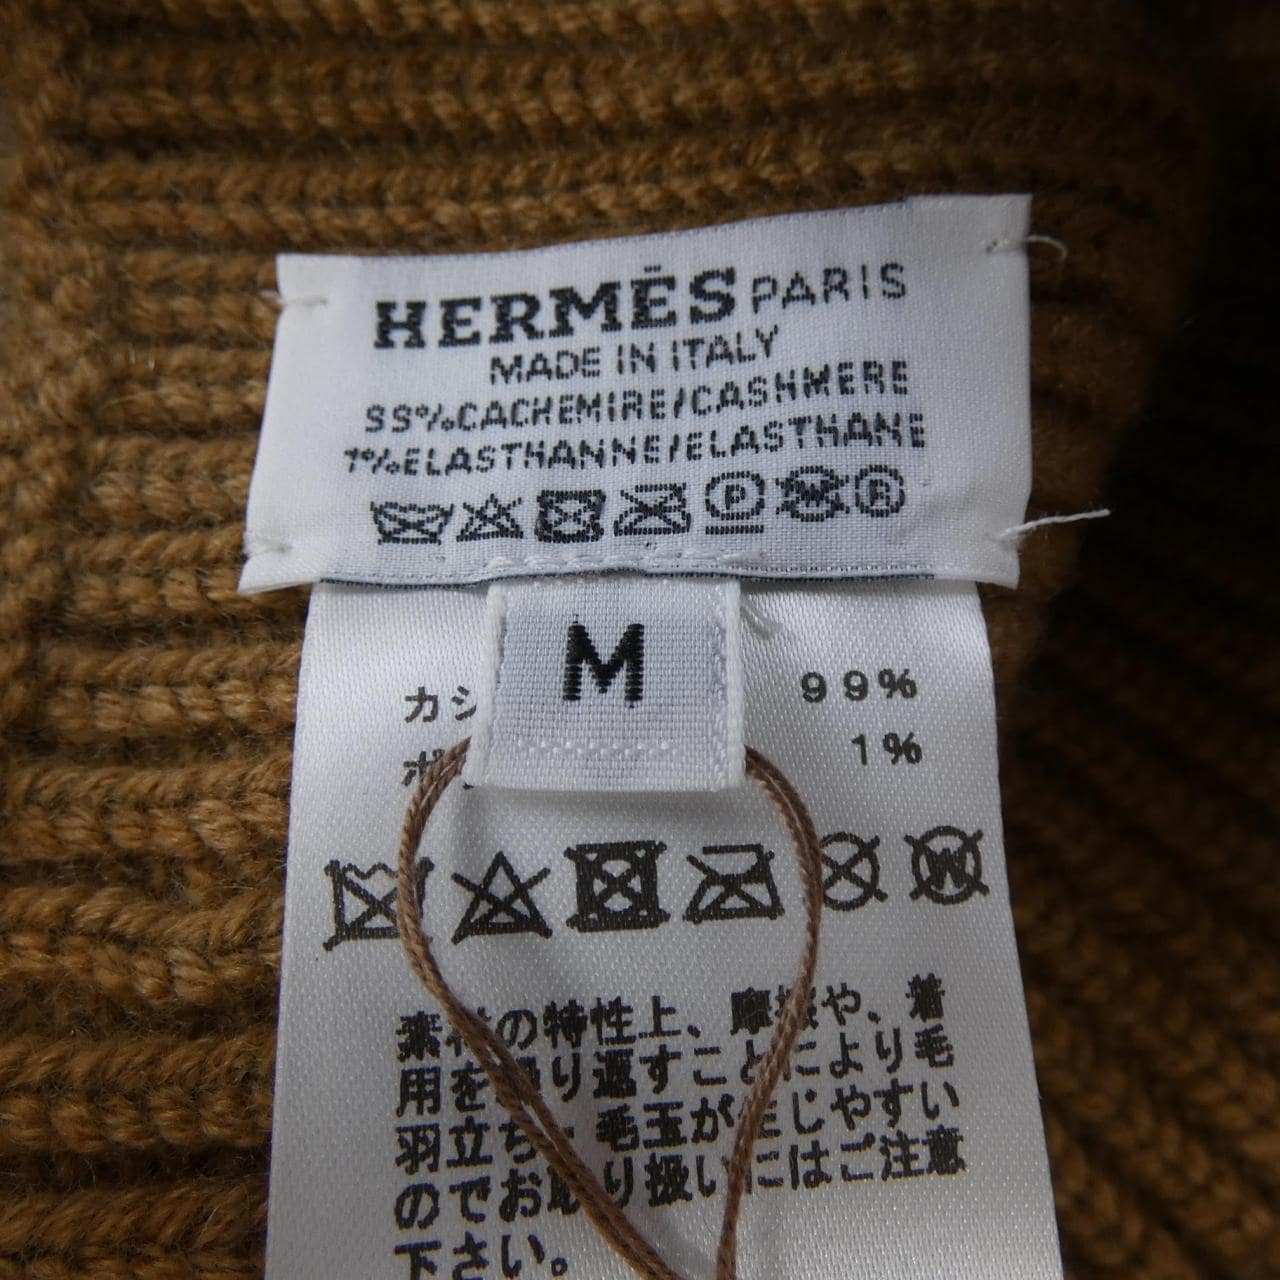 HERMÈS PARIS
MADE IN ITALY
99%CACHEMIRE/CASHMERE
1%ELASTHANNE/ELASTHANE
P W R
M
カシ 99%
ポ 1%
W
素材の特性上、摩擦や、着
用を繰り返すことにより毛
羽立ち、毛玉が生じやすい
のでお取り扱いにはご注意
下さい。